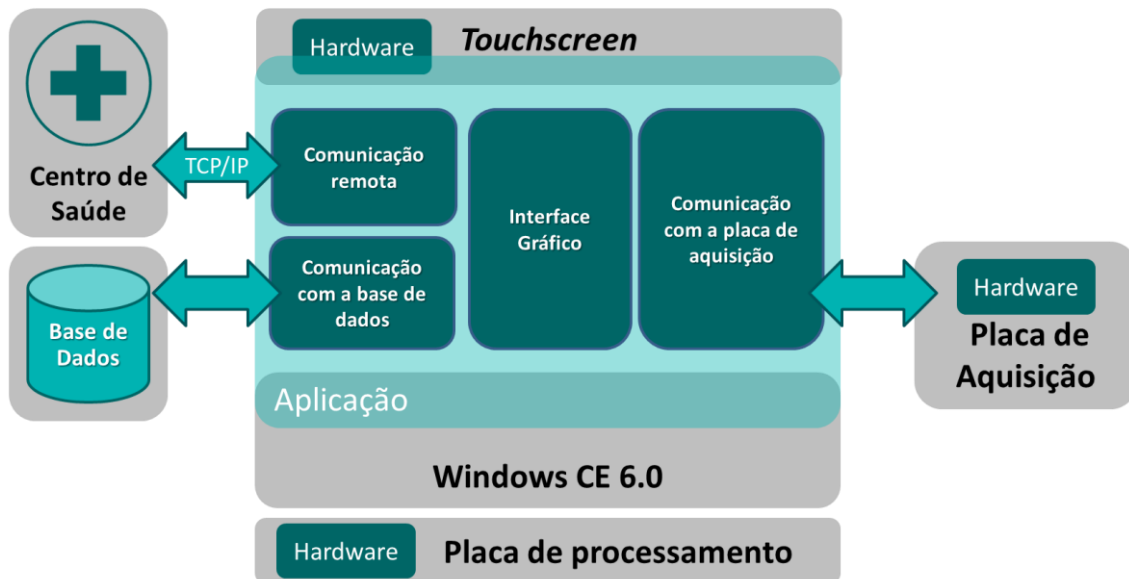 Hardware
Touchscreen
Centro de
Saúde
TCP/IP
Comunicação
remota
Interface
Gráfico
Comunicação
com a placa de
aquisição
Base de
Dados
Comunicação
com a base de
dados
Hardware
Placa de
Aquisição
Aplicação
Windows CE 6.0
Hardware
Placa de processamento